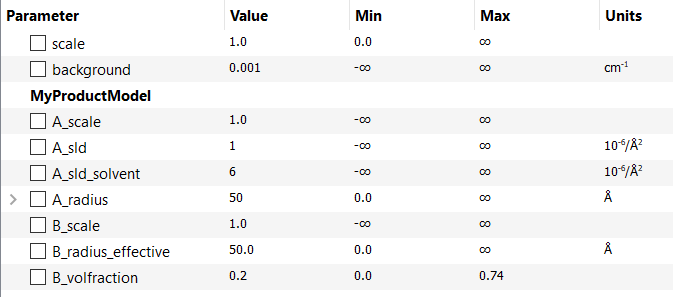 Parameter Value Min Max Units
scale 1.0 0.0 ∞
background 0.001 -∞ ∞ cm⁻¹
MyProductModel
A_scale 1.0 -∞ ∞
A_sld 1 -∞ ∞ 10⁻⁶/Å²
A_sld_solvent 6 -∞ ∞ 10⁻⁶/Å²
A_radius 50 0.0 ∞ Å
B_scale 1.0 -∞ ∞
B_radius_effective 50.0 0.0 ∞ Å
B_volfraction 0.2 0.0 0.74